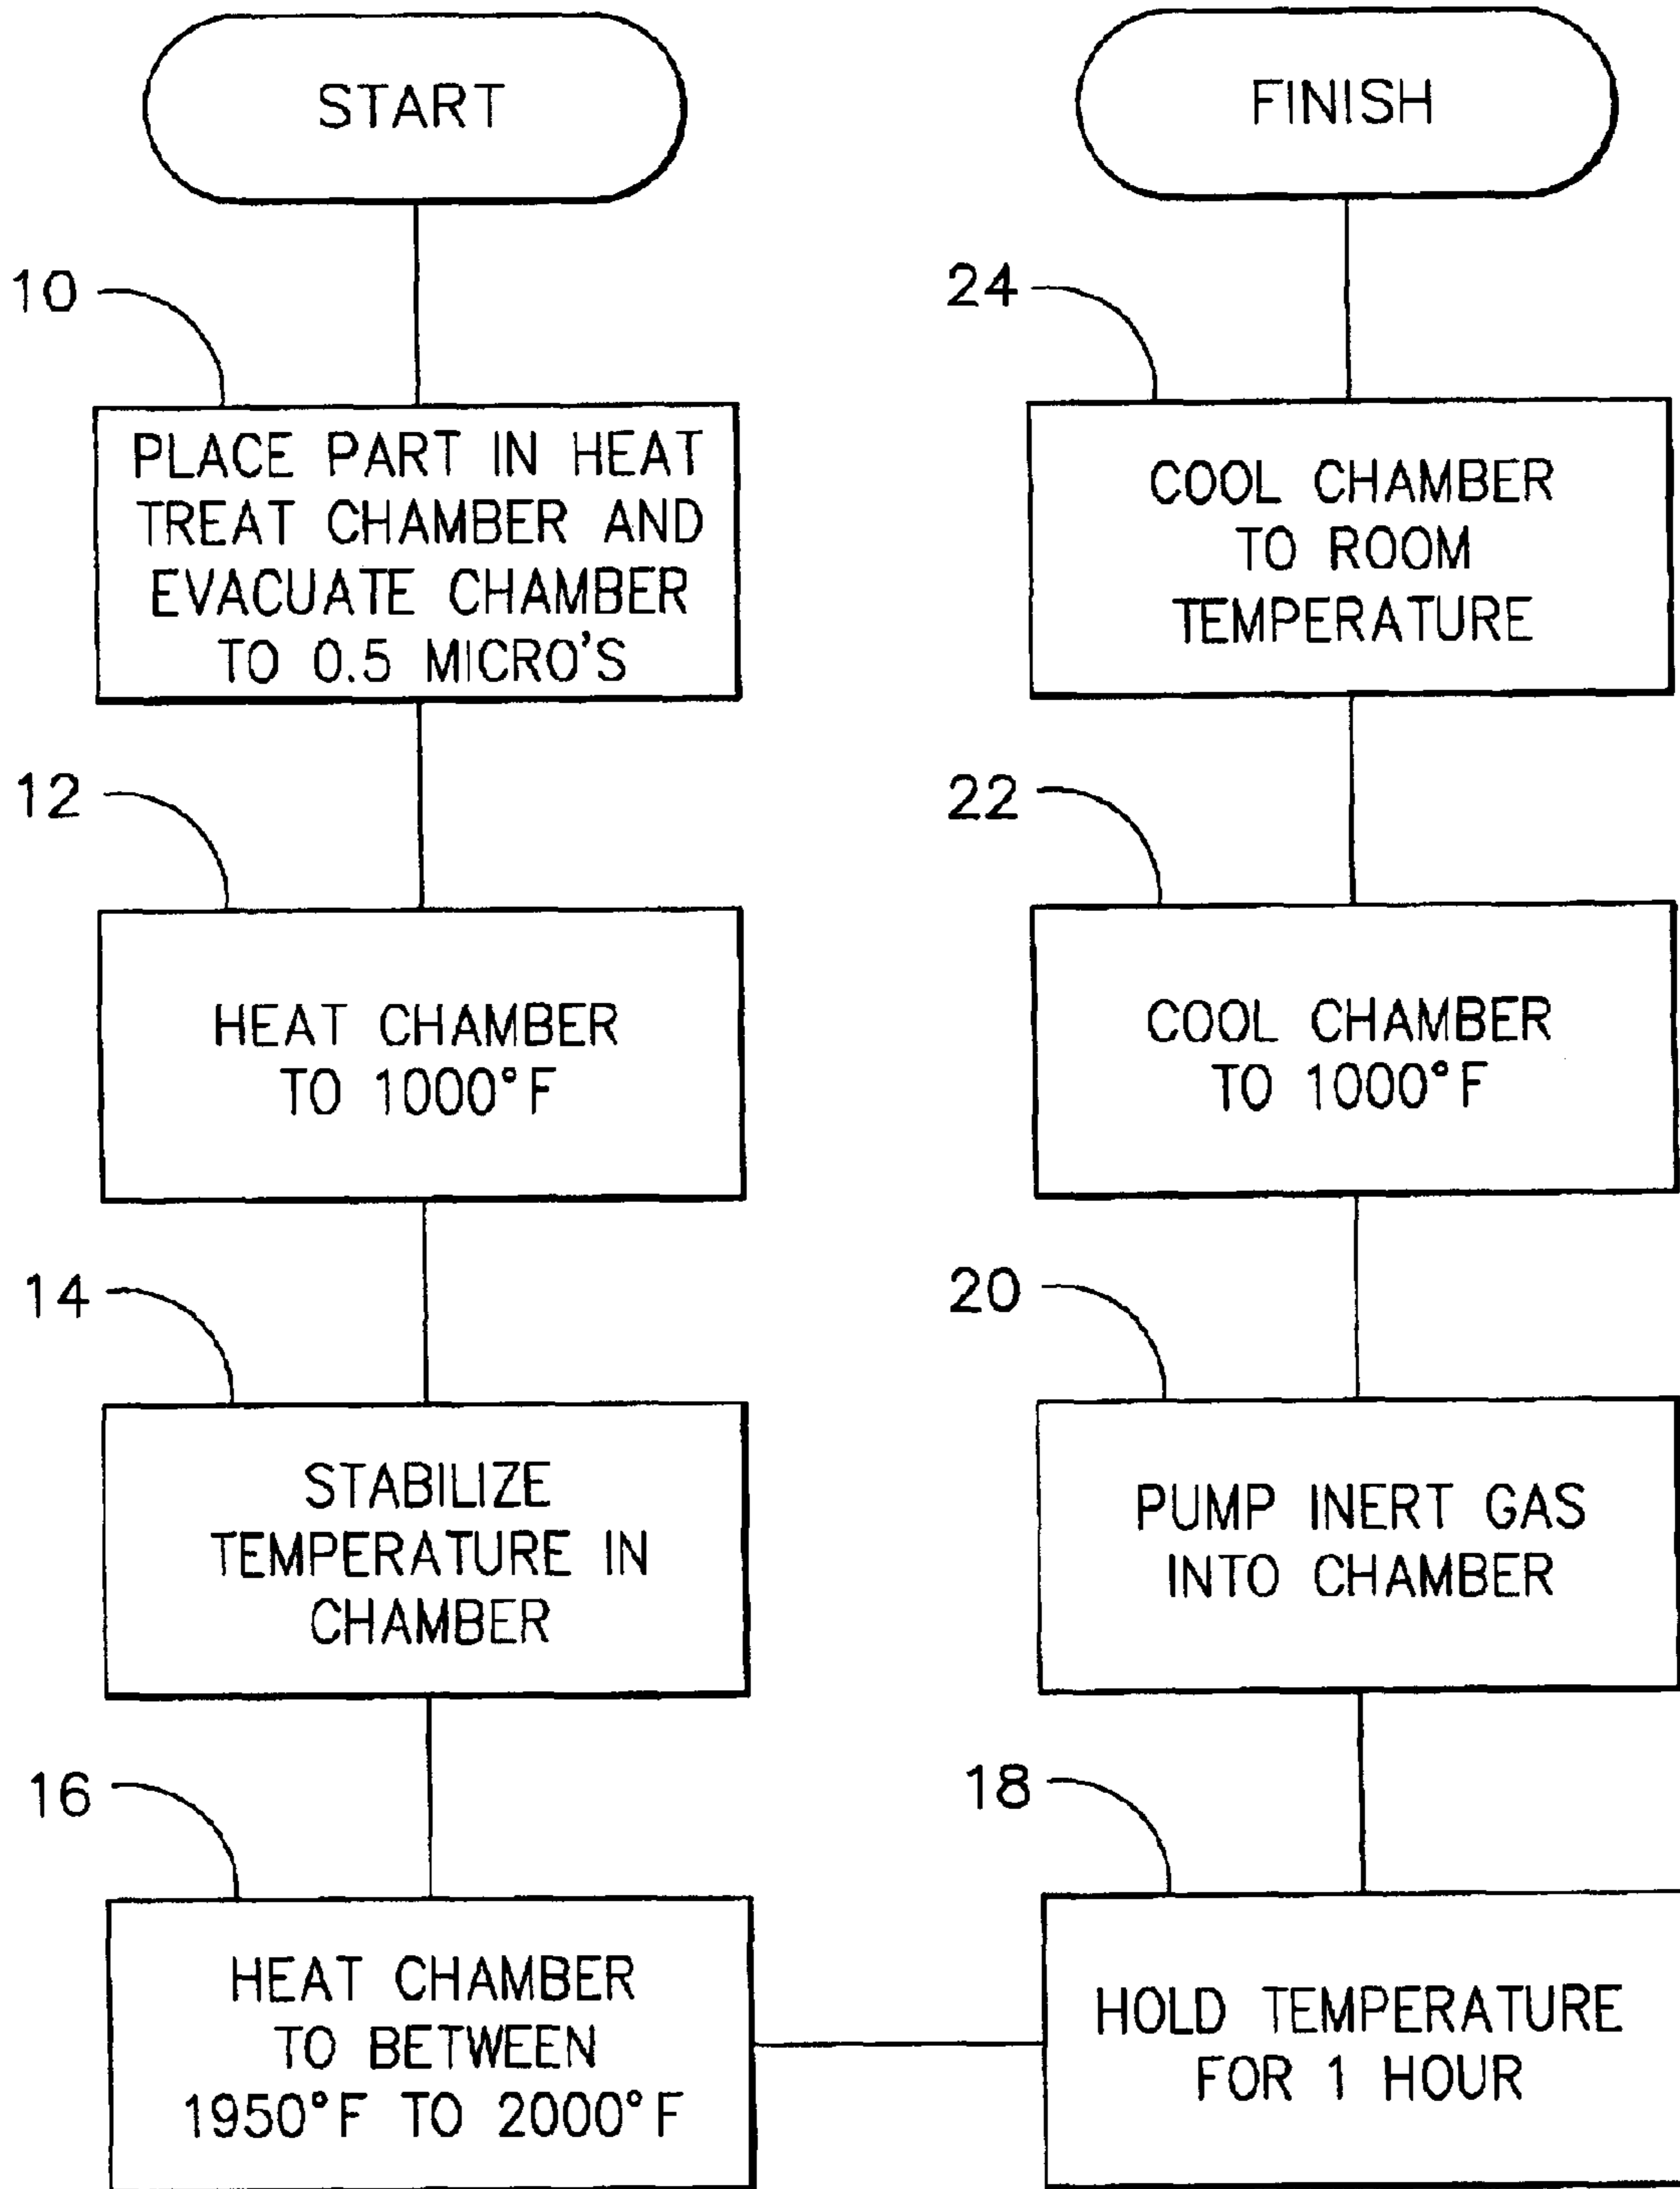 START
10
PLACE PART IN HEAT
TREAT CHAMBER AND
EVACUATE CHAMBER
TO 0.5 MICRO'S
12
HEAT CHAMBER
TO 1000°F
14
STABILIZE
TEMPERATURE IN
CHAMBER
16
HEAT CHAMBER
TO BETWEEN
1950°F TO 2000°F
18
HOLD TEMPERATURE
FOR 1 HOUR
20
PUMP INERT GAS
INTO CHAMBER
22
COOL CHAMBER
TO 1000°F
24
COOL CHAMBER
TO ROOM
TEMPERATURE
FINISH